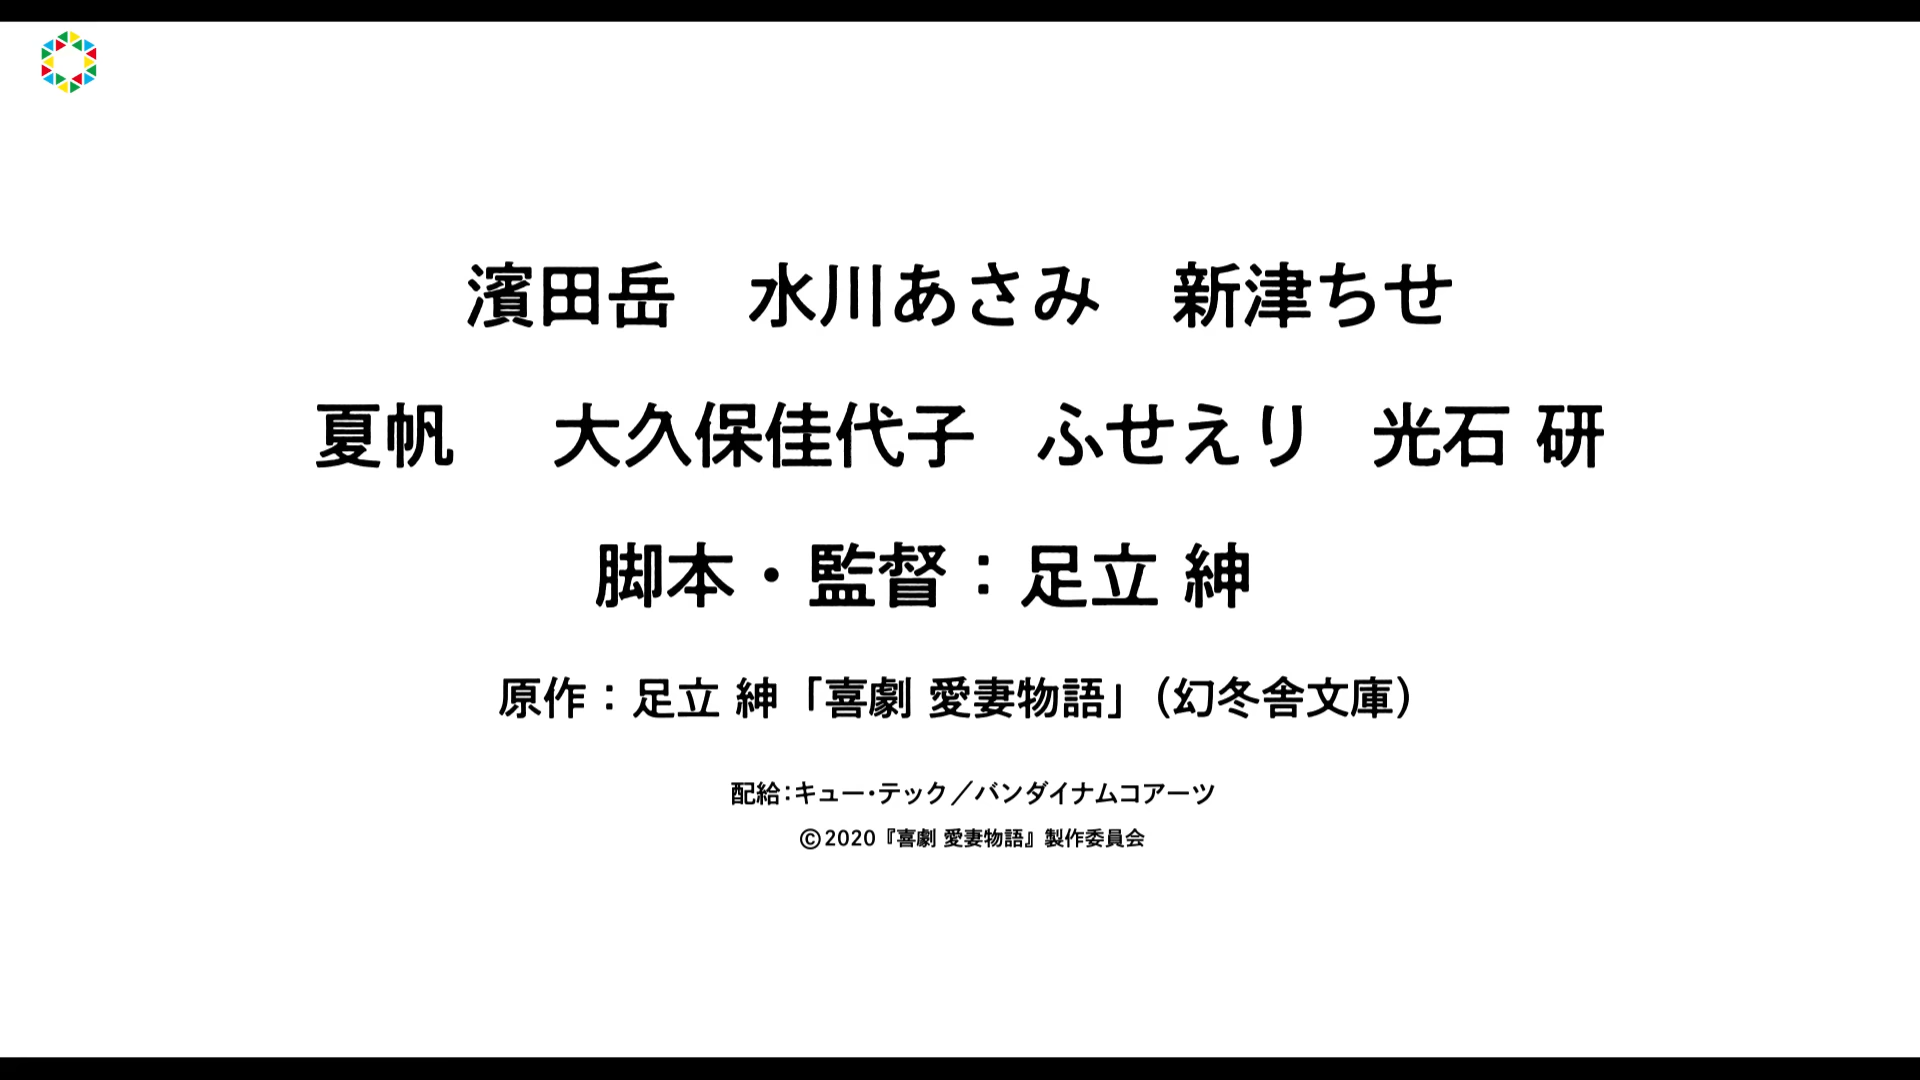 濱田岳　水川あさみ　新津ちせ
夏帆　大久保佳代子　ふせえり　光石 研
脚本・監督：足立 紳
原作：足立 紳「喜劇 愛妻物語」（幻冬舎文庫）
配給：キュー・テック／バンダイナムコアーツ
©2020『喜劇 愛妻物語』製作委員会